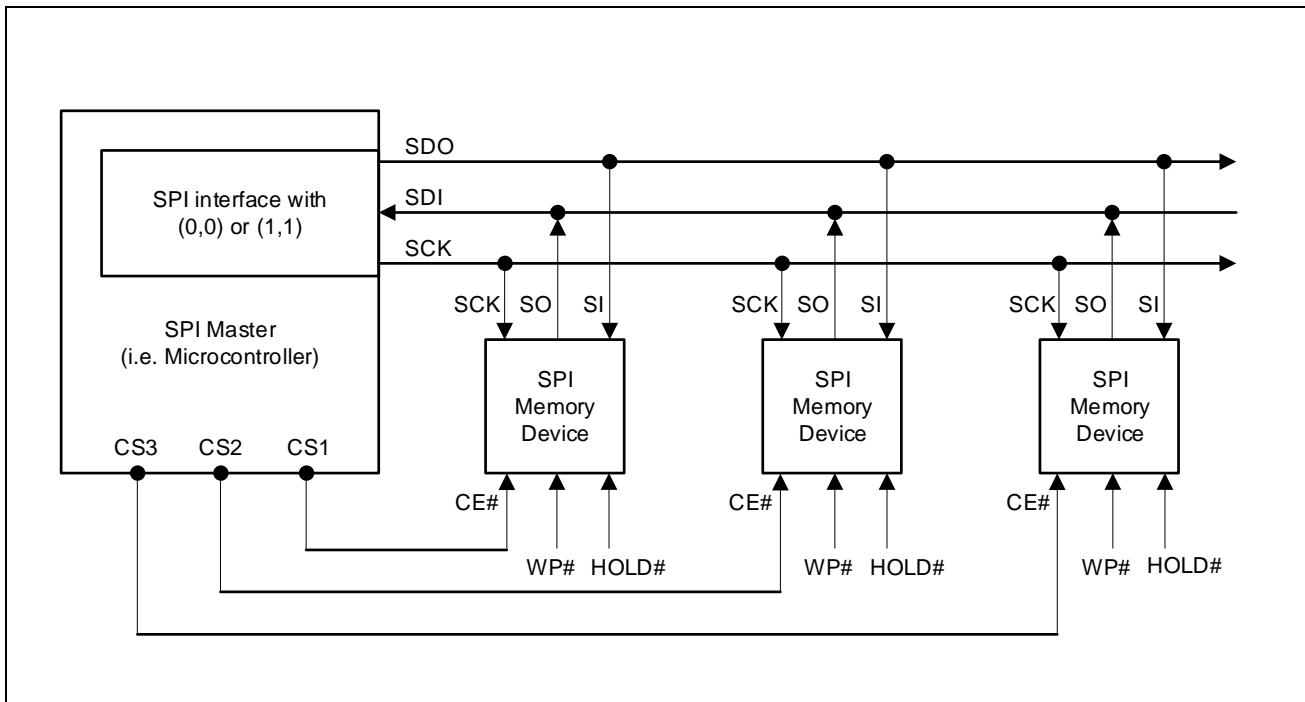 SDO
SPI interface with
(0,0) or (1,1)
SDI
SCK
SPI Master
(i.e. Microcontroller)
SCK SO SI
SCK SO SI
SCK SO SI
SPI
Memory
Device
SPI
Memory
Device
SPI
Memory
Device
CS3 CS2 CS1
CE#
CE#
CE#
WP# HOLD#
WP# HOLD#
WP# HOLD#